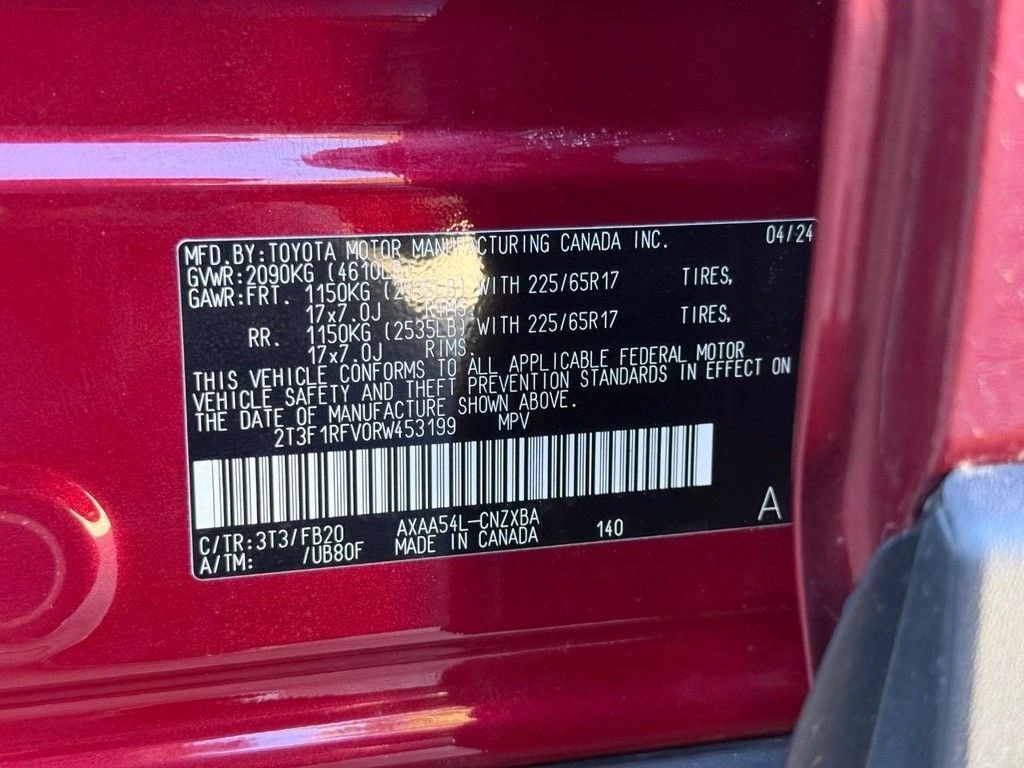 MFD.BY:TOYOTA MOTOR MANUFACTURING CANADA INC. 04/24
GVWR:2090KG (4610LB)
GAWR:FRT. 1150KG (2535LB) WITH 225/65R17 TIRES,
17x7.0J RIMS.
RR. 1150KG (2535LB) WITH 225/65R17 TIRES,
17x7.0J RIMS.
THIS VEHICLE CONFORMS TO ALL APPLICABLE FEDERAL MOTOR
VEHICLE SAFETY AND THEFT PREVENTION STANDARDS IN EFFECT ON
THE DATE OF MANUFACTURE SHOWN ABOVE.
2T3F1RFV0RW453199 MPV
C/TR:3T3/FB20 AXAA54L-CNZXBA 140 A
A/TM: /UB80F MADE IN CANADA